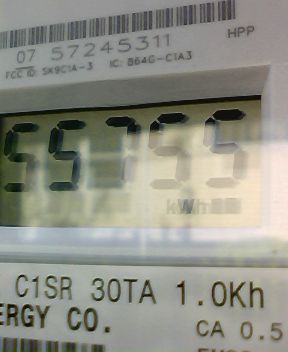 HPP
07 57245311
FCC ID: SK9C1A-3 IC: B64G-C1A3
55755
kWh
C1SR 30TA 1.0Kh
ERGY CO.
CA 0.5